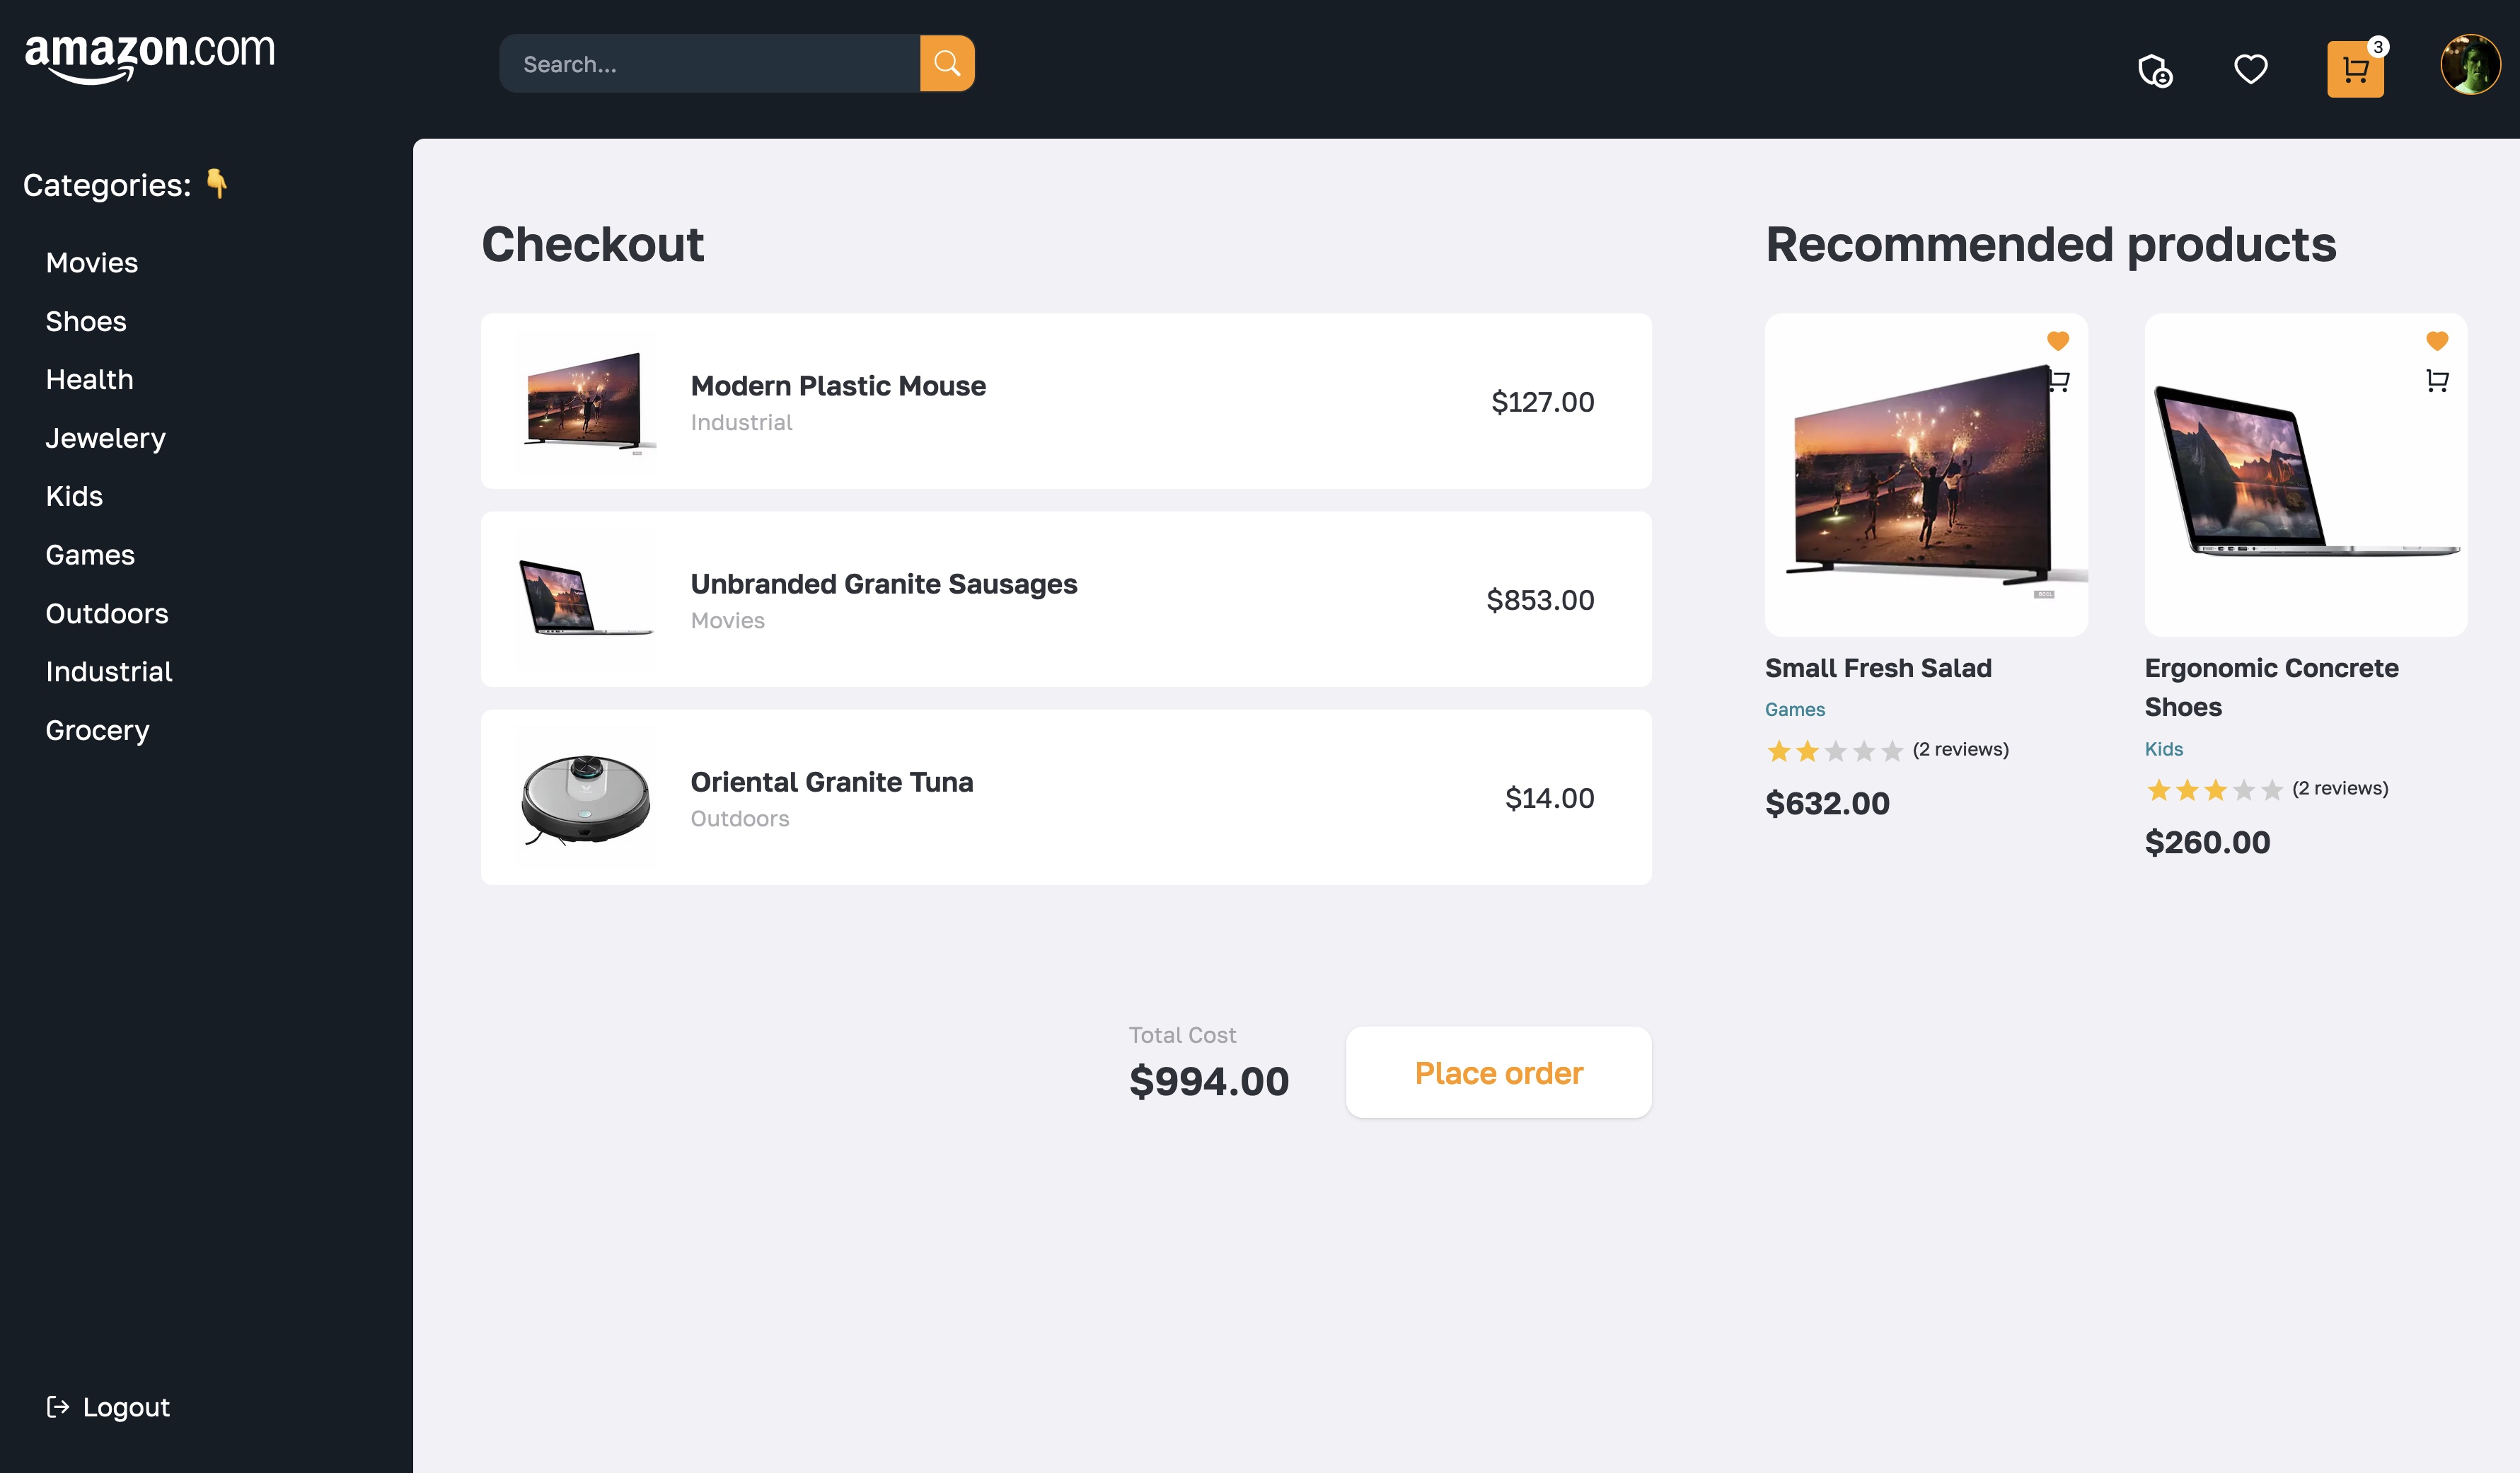 amazon.com
Search...
3
Categories: 👇
Movies
Shoes
Health
Jewelery
Kids
Games
Outdoors
Industrial
Grocery
Logout
Checkout
Modern Plastic Mouse
Industrial
$127.00
Unbranded Granite Sausages
Movies
$853.00
Oriental Granite Tuna
Outdoors
$14.00
Total Cost
$994.00
Place order
Recommended products
Small Fresh Salad
Games
(2 reviews)
$632.00
Ergonomic Concrete
Shoes
Kids
(2 reviews)
$260.00